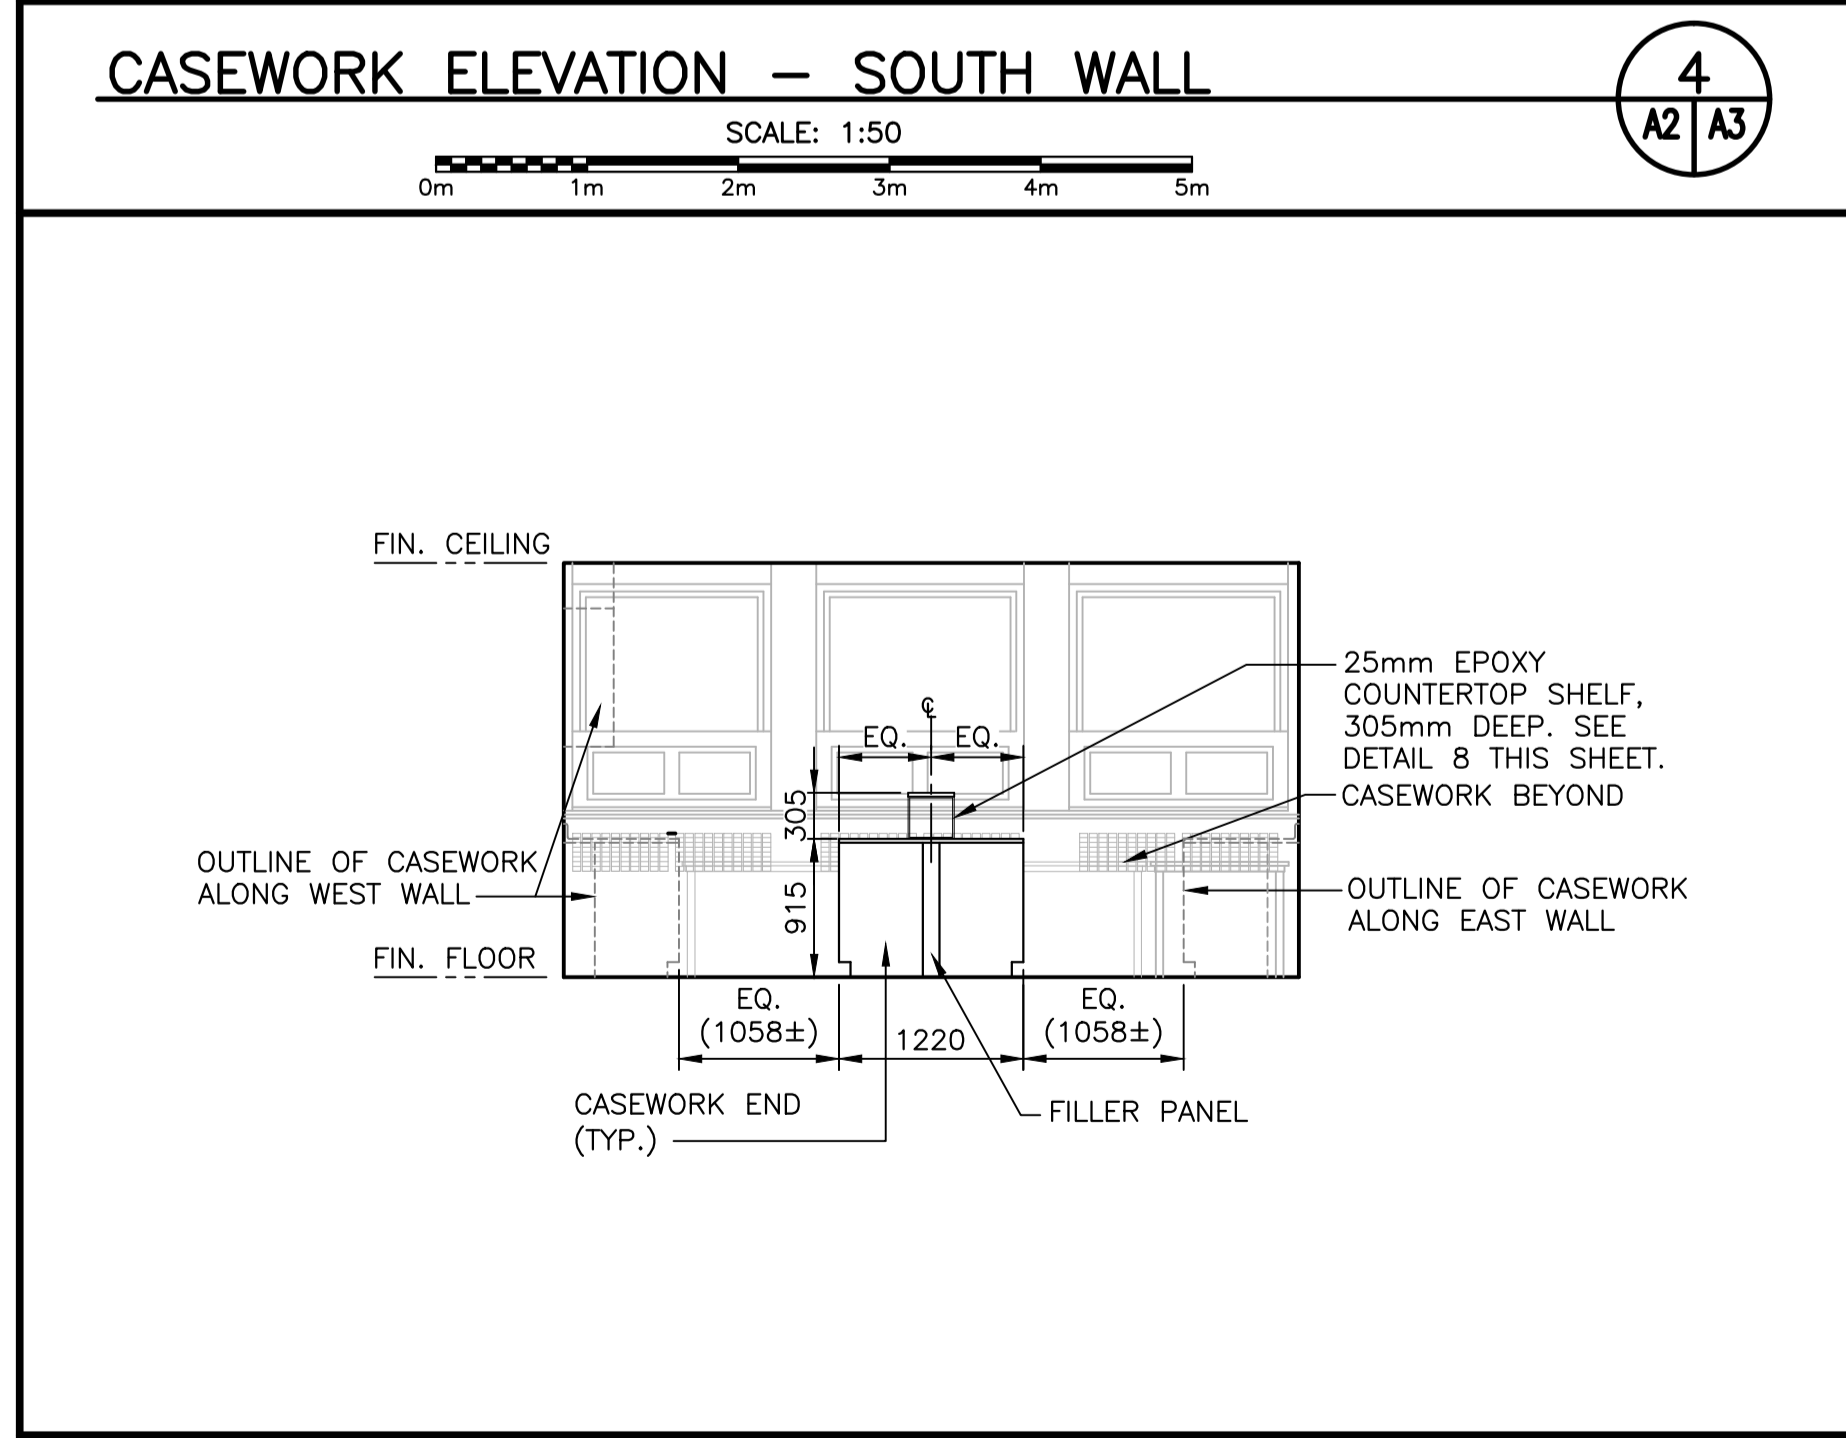 CASEWORK ELEVATION – SOUTH WALL
4
A2 A3
SCALE: 1:50
0m 1m 2m 3m 4m 5m
FIN. CEILING
25mm EPOXY
COUNTERTOP SHELF,
305mm DEEP. SEE
DETAIL 8 THIS SHEET.
℄
EQ. EQ.
CASEWORK BEYOND
305
OUTLINE OF CASEWORK
ALONG WEST WALL
OUTLINE OF CASEWORK
ALONG EAST WALL
915
FIN. FLOOR
EQ.
(1058±)
1220
EQ.
(1058±)
CASEWORK END
(TYP.)
FILLER PANEL